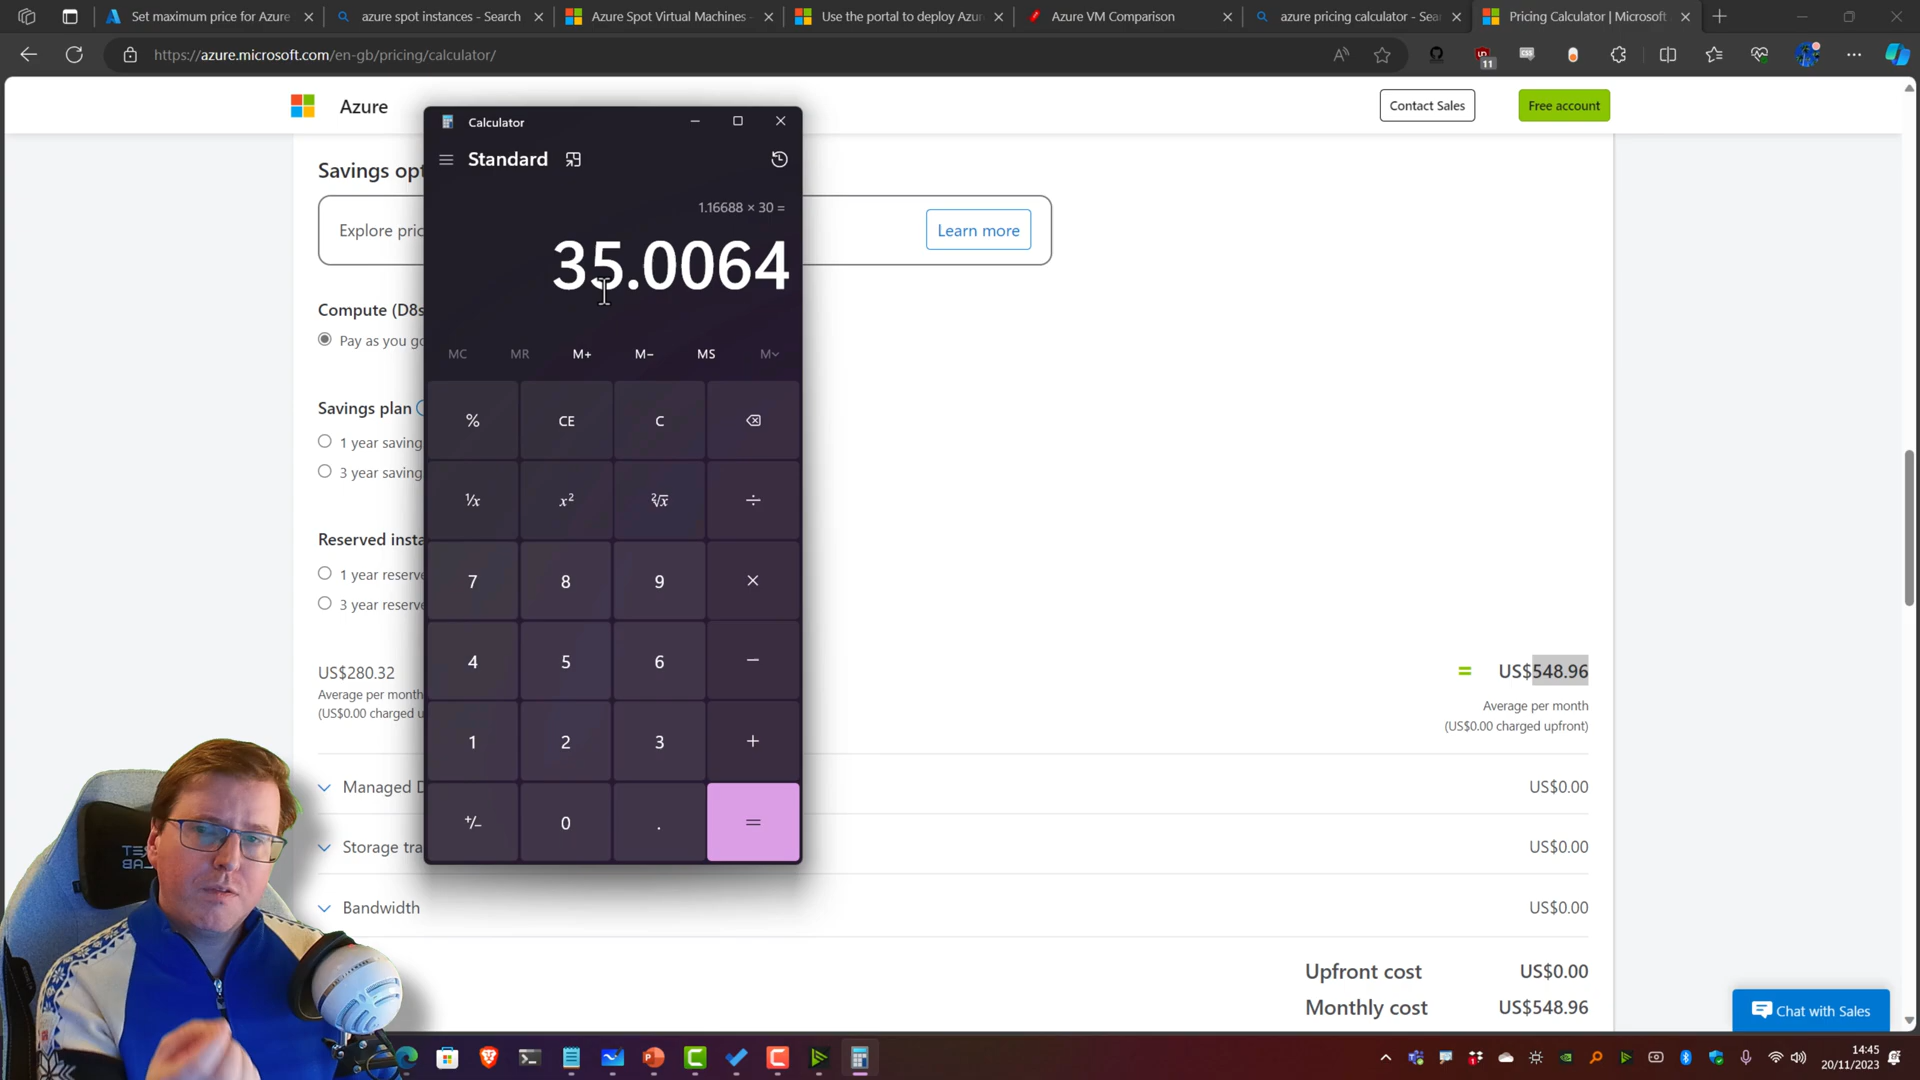 Set maximum price for Azure
azure spot instances - Search
Azure Spot Virtual Machines -
Use the portal to deploy Azur
Azure VM Comparison
azure pricing calculator - Sear
Pricing Calculator | Microsoft
https://azure.microsoft.com/en-gb/pricing/calculator/
11
Azure
Contact Sales
Free account
Calculator
Standard
1.16688 × 30 =
35.0064
MC MR M+ M− MS M
% CE C
⅟x x² ²√x ÷
7 8 9 ×
4 5 6 −
1 2 3 +
+/− 0 . =
Savings opt
Explore pric
Learn more
Compute (D8s
Pay as you go
Savings plan
1 year saving
3 year saving
Reserved insta
1 year reserve
3 year reserve
US$280.32
Average per month
(US$0.00 charged u
= US$548.96
Average per month
(US$0.00 charged upfront)
Managed D
US$0.00
Storage tra
US$0.00
Bandwidth
US$0.00
Upfront cost US$0.00
Monthly cost US$548.96
Chat with Sales
14:45
20/11/2023